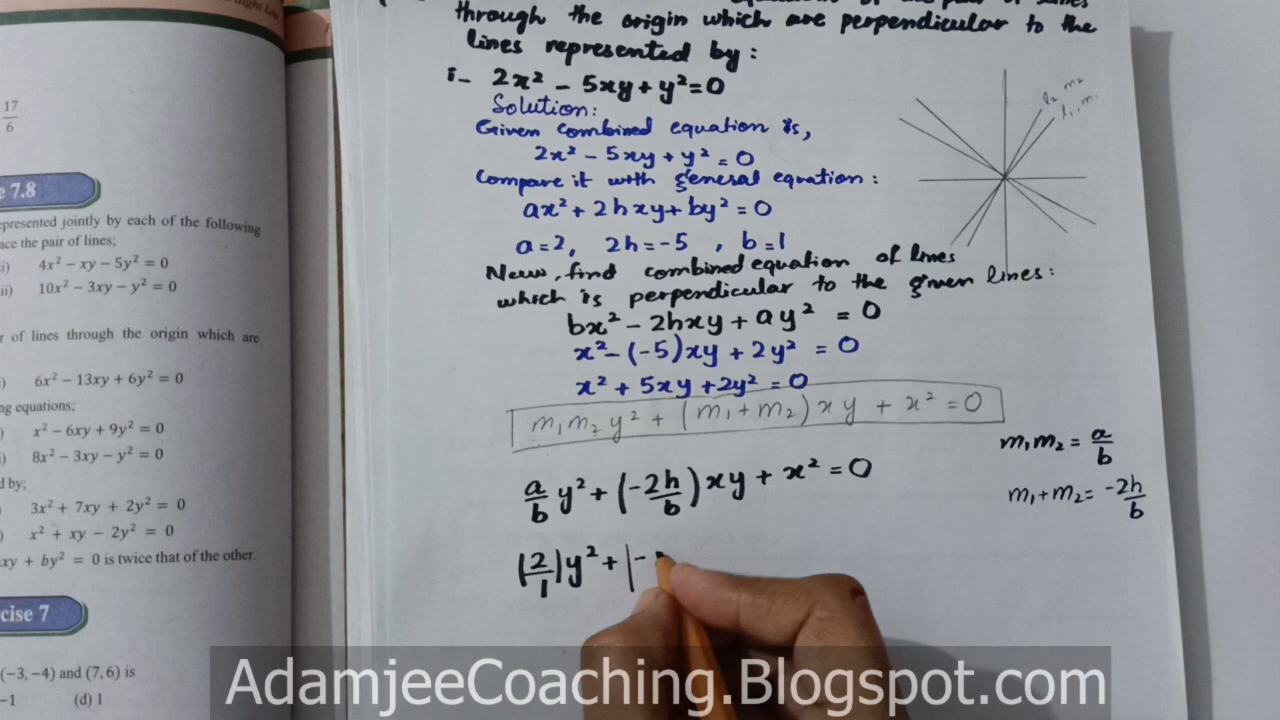 17
6
7.8
epresented jointly by each of the following
ace the pair of lines;
i) 4x² − xy − 5y² = 0
ii) 10x² − 3xy − y² = 0
r of lines through the origin which are
) 6x² − 13xy + 6y² = 0
ng equations;
) x² − 6xy + 9y² = 0
) 8x² − 3xy − y² = 0
d by;
3x² + 7xy + 2y² = 0
) x² + xy − 2y² = 0
xy + by² = 0 is twice that of the other.
cise 7
(−3, −4) and (7, 6) is
−1 (d) 1
through the origin which are perpendicular to the
lines represented by:
i- 2x² - 5xy + y² = 0
Solution:
Given combined equation is,
2x² - 5xy + y² = 0
Compare it with general equation:
ax² + 2hxy + by² = 0
a=2, 2h=-5, b=1
Now, find combined equation of lines
which is perpendicular to the given lines:
bx² - 2hxy + ay² = 0
x² - (-5)xy + 2y² = 0
x² + 5xy + 2y² = 0
m₁m₂y² + (m₁+m₂)xy + x² = 0
a/b y² + (-2h/b)xy + x² = 0
(2/1)y² + (-
l₂ m₂
l₁, m₁
m₁m₂ = a/b
m₁+m₂ = -2h/b
AdamjeeCoaching.Blogspot.com